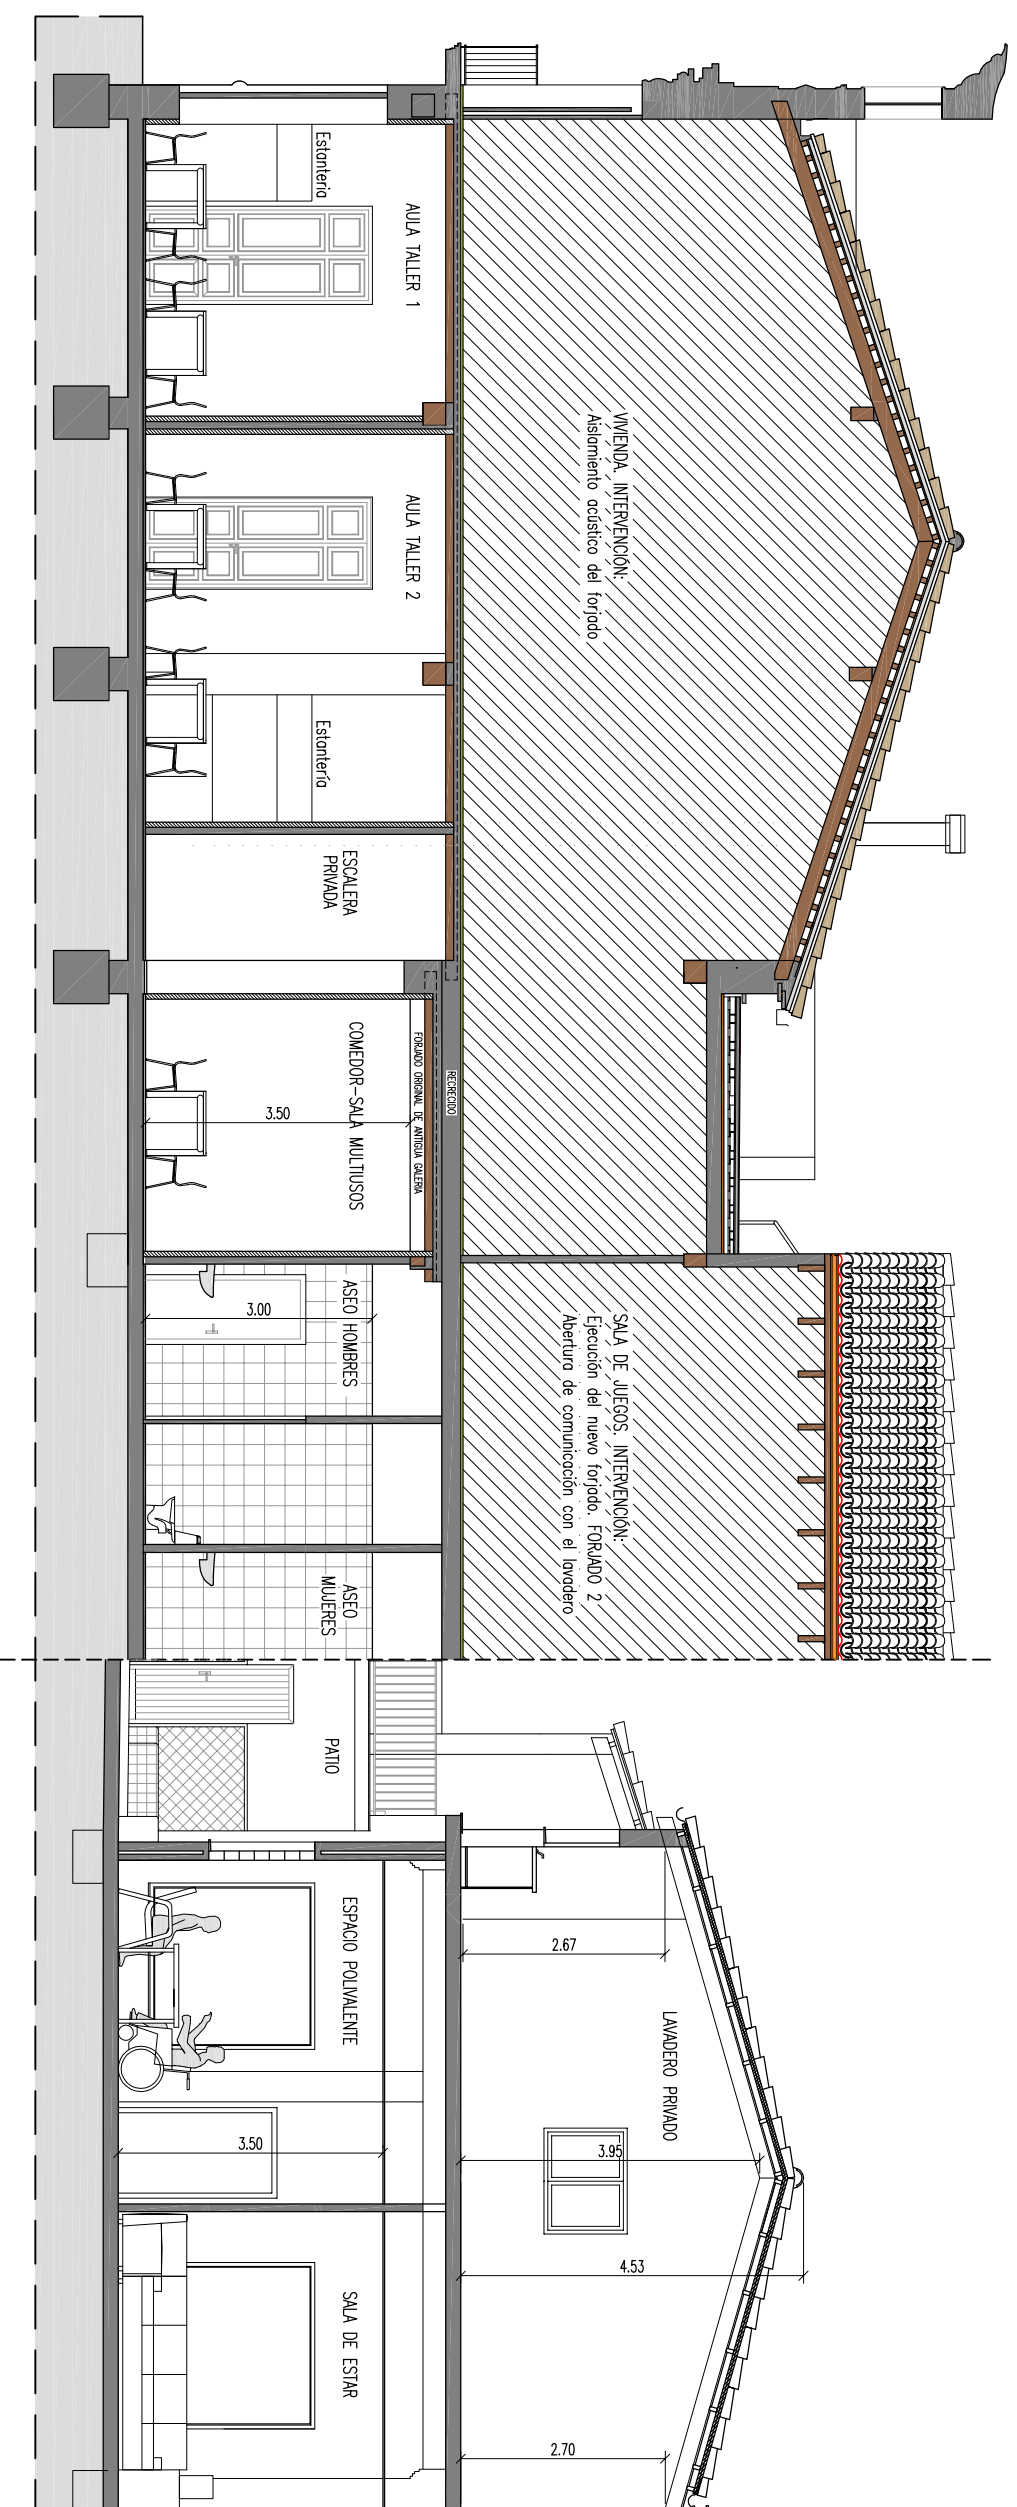 Estanteria
AULA TALLER 1
AULA TALLER 2
Estantería
VIVIENDA. INTERVENCIÓN:
Aislamiento acústico del forjado
ESCALERA
PRIVADA
COMEDOR-SALA MULTIUSOS
FORJADO ORIGINAL DE ANTIGUA GALERIA
RECRECIDO
3.50
ASEO HOMBRES
3.00
ASEO
MUJERES
SALA DE JUEGOS. INTERVENCIÓN:
Ejecución del nuevo forjado. FORJADO 2
Abertura de comunicación con el lavadero
PATIO
ESPACIO POLIVALENTE
3.50
SALA DE ESTAR
2.67
LAVADERO PRIVADO
3.95
4.53
2.70